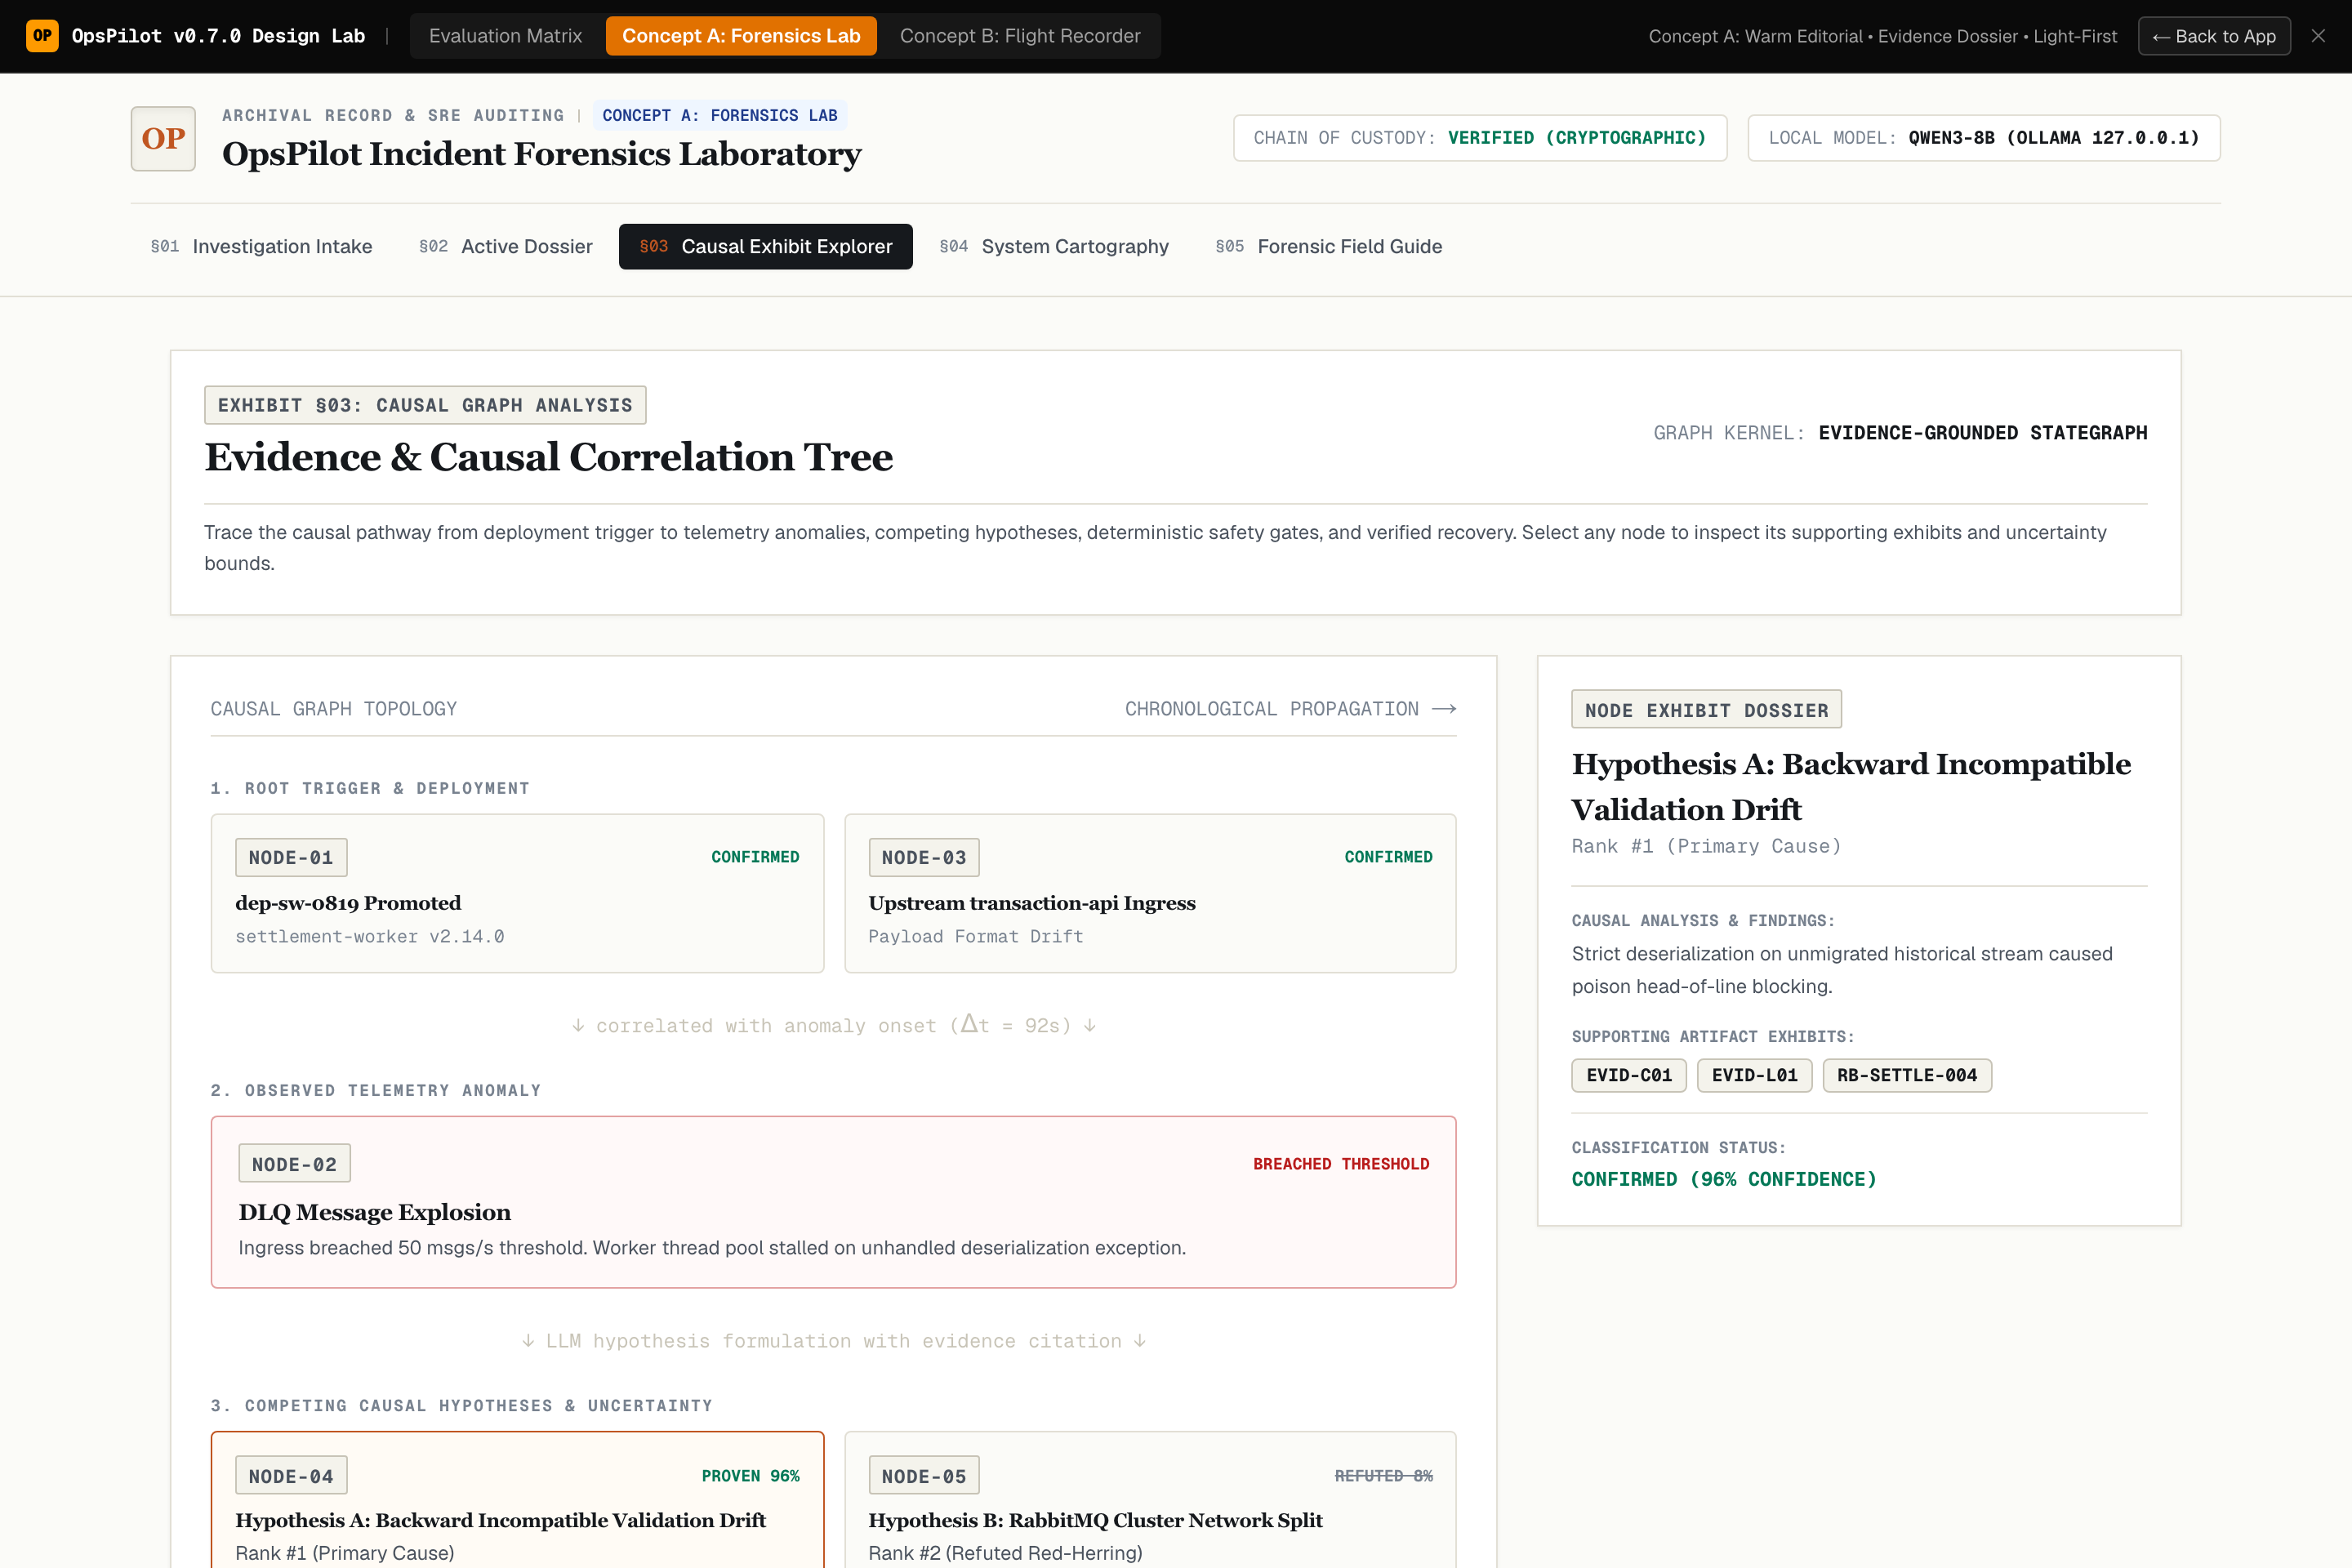 OP OpsPilot v0.7.0 Design Lab | Evaluation Matrix Concept A: Forensics Lab Concept B: Flight Recorder Concept A: Warm Editorial • Evidence Dossier • Light-First ← Back to App ×
OP
ARCHIVAL RECORD & SRE AUDITING | CONCEPT A: FORENSICS LAB
OpsPilot Incident Forensics Laboratory
CHAIN OF CUSTODY: VERIFIED (CRYPTOGRAPHIC)
LOCAL MODEL: QWEN3-8B (OLLAMA 127.0.0.1)
§01 Investigation Intake §02 Active Dossier §03 Causal Exhibit Explorer §04 System Cartography §05 Forensic Field Guide
EXHIBIT §03: CAUSAL GRAPH ANALYSIS
Evidence & Causal Correlation Tree
GRAPH KERNEL: EVIDENCE-GROUNDED STATEGRAPH
Trace the causal pathway from deployment trigger to telemetry anomalies, competing hypotheses, deterministic safety gates, and verified recovery. Select any node to inspect its supporting exhibits and uncertainty
bounds.
CAUSAL GRAPH TOPOLOGY CHRONOLOGICAL PROPAGATION →
1. ROOT TRIGGER & DEPLOYMENT
NODE-01 CONFIRMED
dep-sw-0819 Promoted
settlement-worker v2.14.0
NODE-03 CONFIRMED
Upstream transaction-api Ingress
Payload Format Drift
↓ correlated with anomaly onset (Δt = 92s) ↓
2. OBSERVED TELEMETRY ANOMALY
NODE-02 BREACHED THRESHOLD
DLQ Message Explosion
Ingress breached 50 msgs/s threshold. Worker thread pool stalled on unhandled deserialization exception.
↓ LLM hypothesis formulation with evidence citation ↓
3. COMPETING CAUSAL HYPOTHESES & UNCERTAINTY
NODE-04 PROVEN 96%
Hypothesis A: Backward Incompatible Validation Drift
Rank #1 (Primary Cause)
NODE-05 REFUTED 8%
Hypothesis B: RabbitMQ Cluster Network Split
Rank #2 (Refuted Red-Herring)
NODE EXHIBIT DOSSIER
Hypothesis A: Backward Incompatible
Validation Drift
Rank #1 (Primary Cause)
CAUSAL ANALYSIS & FINDINGS:
Strict deserialization on unmigrated historical stream caused
poison head-of-line blocking.
SUPPORTING ARTIFACT EXHIBITS:
EVID-C01 EVID-L01 RB-SETTLE-004
CLASSIFICATION STATUS:
CONFIRMED (96% CONFIDENCE)